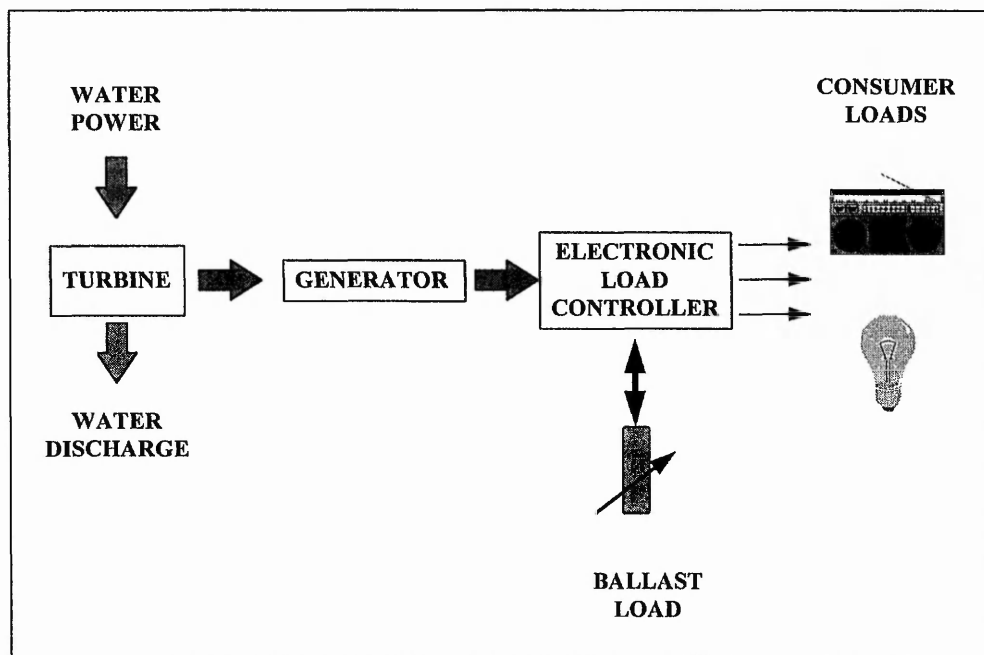 WATER
POWER
CONSUMER
LOADS
TURBINE
GENERATOR
ELECTRONIC
LOAD
CONTROLLER
WATER
DISCHARGE
BALLAST
LOAD